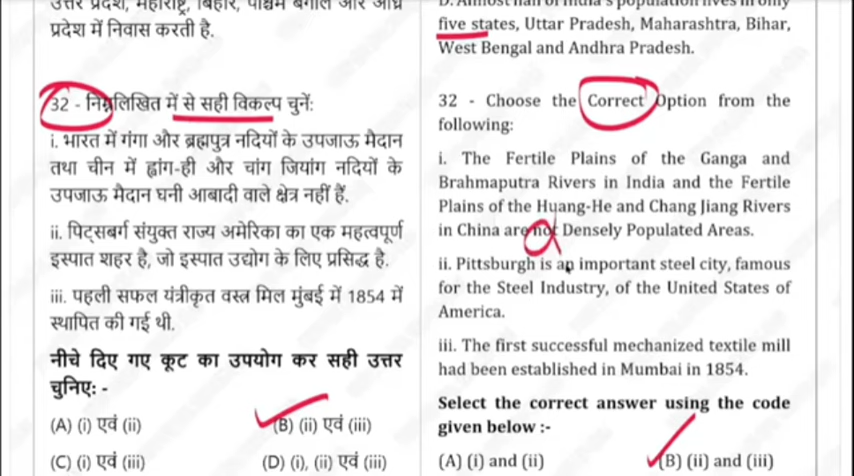 उत्तर प्रदेश, महाराष्ट्र, बिहार, पश्चिम बंगाल और आंध्र
प्रदेश में निवास करती है.
32 - निम्नलिखित में से सही विकल्प चुनें:
i. भारत में गंगा और ब्रह्मपुत्र नदियों के उपजाऊ मैदान
तथा चीन में ह्वांग-ही और चांग जियांग नदियों के
उपजाऊ मैदान घनी आबादी वाले क्षेत्र नहीं हैं.
ii. पिट्सबर्ग संयुक्त राज्य अमेरिका का एक महत्वपूर्ण
इस्पात शहर है, जो इस्पात उद्योग के लिए प्रसिद्ध है.
iii. पहली सफल यंत्रीकृत वस्त्र मिल मुंबई में 1854 में
स्थापित की गई थी.
नीचे दिए गए कूट का उपयोग कर सही उत्तर
चुनिए: -
(A) (i) एवं (ii) (B) (ii) एवं (iii)
(C) (i) एवं (iii) (D) (i), (ii) एवं (iii)
D. Almost half of India's population lives in only
five states, Uttar Pradesh, Maharashtra, Bihar,
West Bengal and Andhra Pradesh.
32 - Choose the Correct Option from the
following:
i. The Fertile Plains of the Ganga and
Brahmaputra Rivers in India and the Fertile
Plains of the Huang-He and Chang Jiang Rivers
in China are not Densely Populated Areas.
ii. Pittsburgh is an important steel city, famous
for the Steel Industry, of the United States of
America.
iii. The first successful mechanized textile mill
had been established in Mumbai in 1854.
Select the correct answer using the code
given below :-
(A) (i) and (ii) (B) (ii) and (iii)